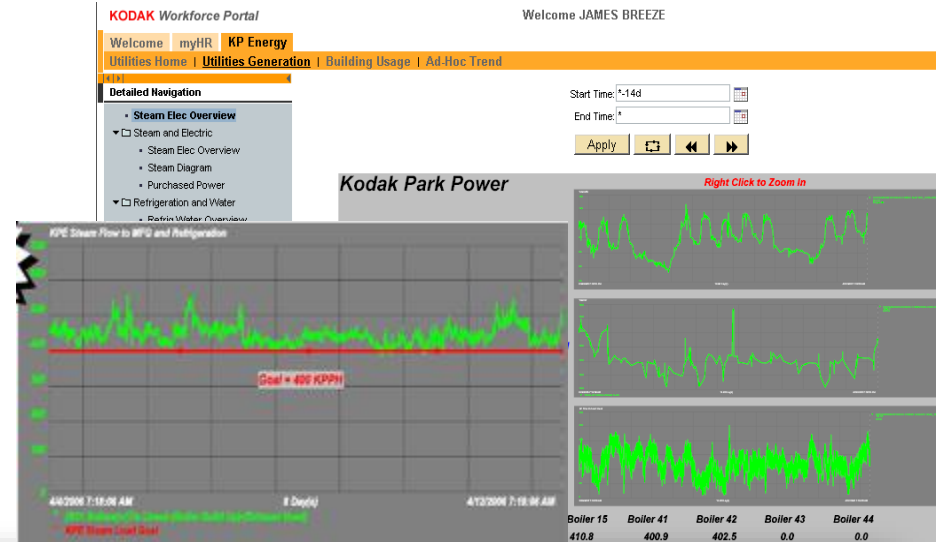 KODAK Workforce Portal
Welcome JAMES BREEZE
Welcome myHR KP Energy
Utilities Home | Utilities Generation | Building Usage | Ad-Hoc Trend
Detailed Navigation
Steam Elec Overview
Steam and Electric
Steam Elec Overview
Steam Diagram
Purchased Power
Refrigeration and Water
Refrig Water Overview
Start Time: *-14d
End Time: *
Apply
Kodak Park Power
Right Click to Zoom In
KPE Steam Flow to MFG and Refrigeration
Goal = 400 KPPH
4/4/2006 7:18:06 AM
8 Day(s)
4/12/2006 7:18:06 AM
KPE Steam Load Goal
Boiler 15 Boiler 41 Boiler 42 Boiler 43 Boiler 44
410.8 400.9 402.5 0.0 0.0